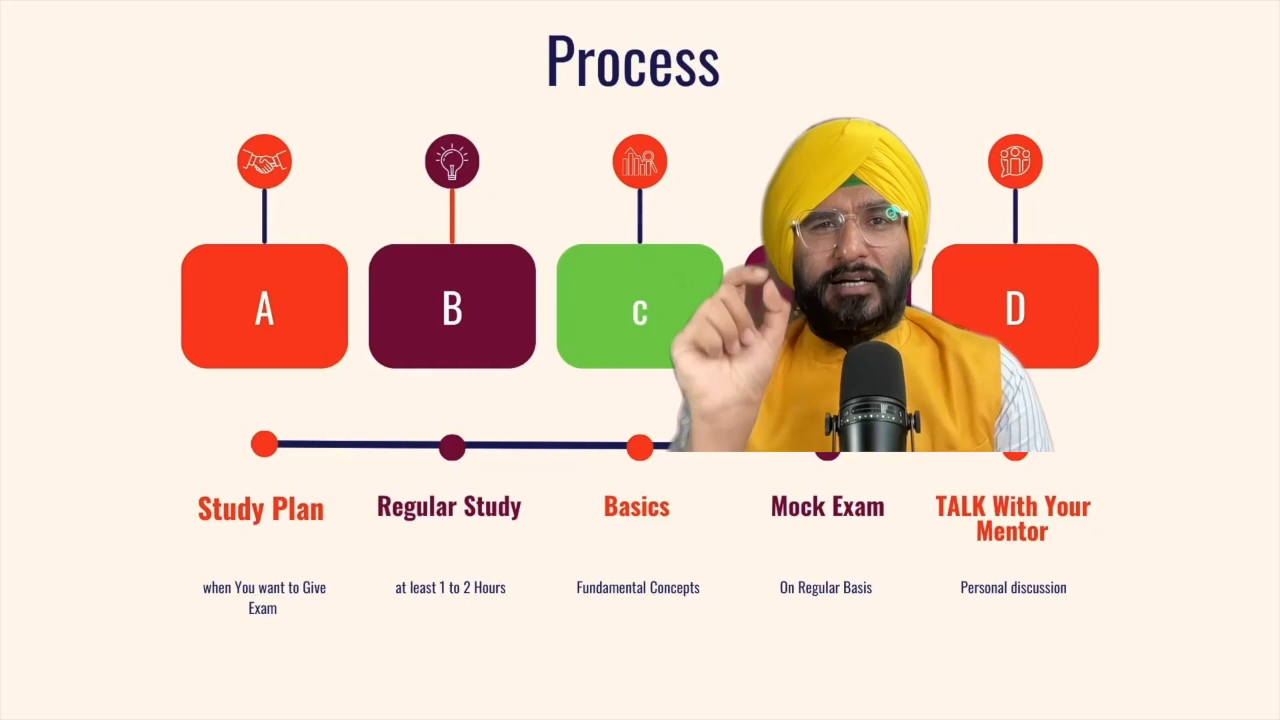 Process
A
B
c
D
Study Plan
Regular Study
Basics
Mock Exam
TALK With Your
Mentor
when You want to Give
Exam
at least 1 to 2 Hours
Fundamental Concepts
On Regular Basis
Personal discussion